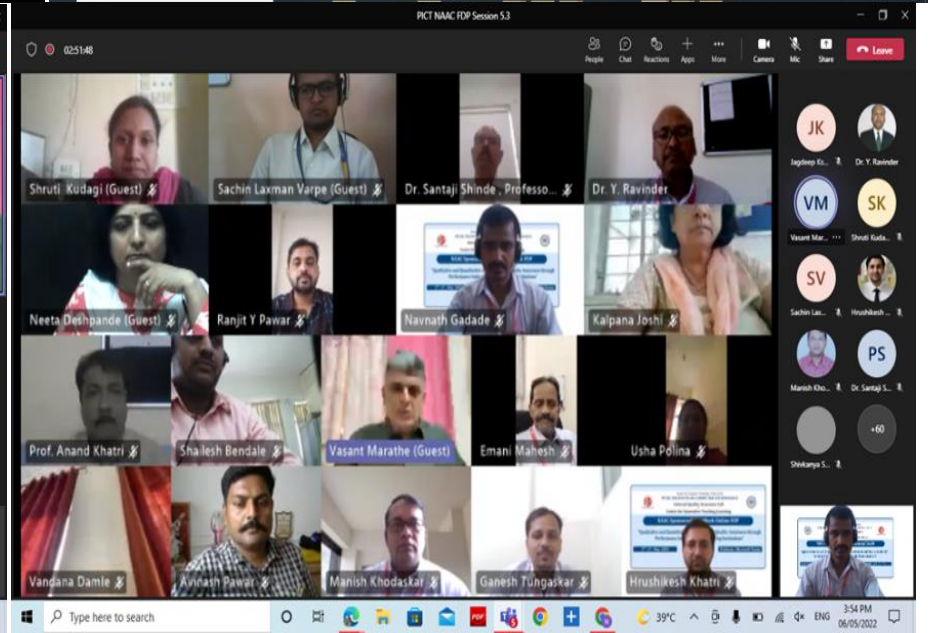 PICT NAAC FDP Session 5.3
02:51:48
People Chat Reactions Apps More Camera Mic Share Leave
Shruti Kudagi (Guest)
Sachin Laxman Varpe (Guest)
Dr. Santaji Shinde , Professo...
Dr. Y. Ravinder
Neeta Deshpande (Guest)
Ranjit Y Pawar
Navnath Gadade
Kalpana Joshi
Prof. Anand Khatri
Shailesh Bendale
Vasant Marathe (Guest)
Emani Mahesh
Usha Polina
Vandana Damle
Avinash Pawar
Manish Khodaskar
Ganesh Tungaskar
Hrushikesh Khatri
JK
Jagdeep Ko...
Dr. Y. Ravinder
VM
Vasant Mar... ...
SK
Shruti Kuda...
SV
Sachin Lax...
Hrushikesh ...
Manish Kho...
PS
Dr. Santaji S...
Shivkanya S...
+60
Type here to search
PDF
39°C
ENG
3:54 PM
06/05/2022